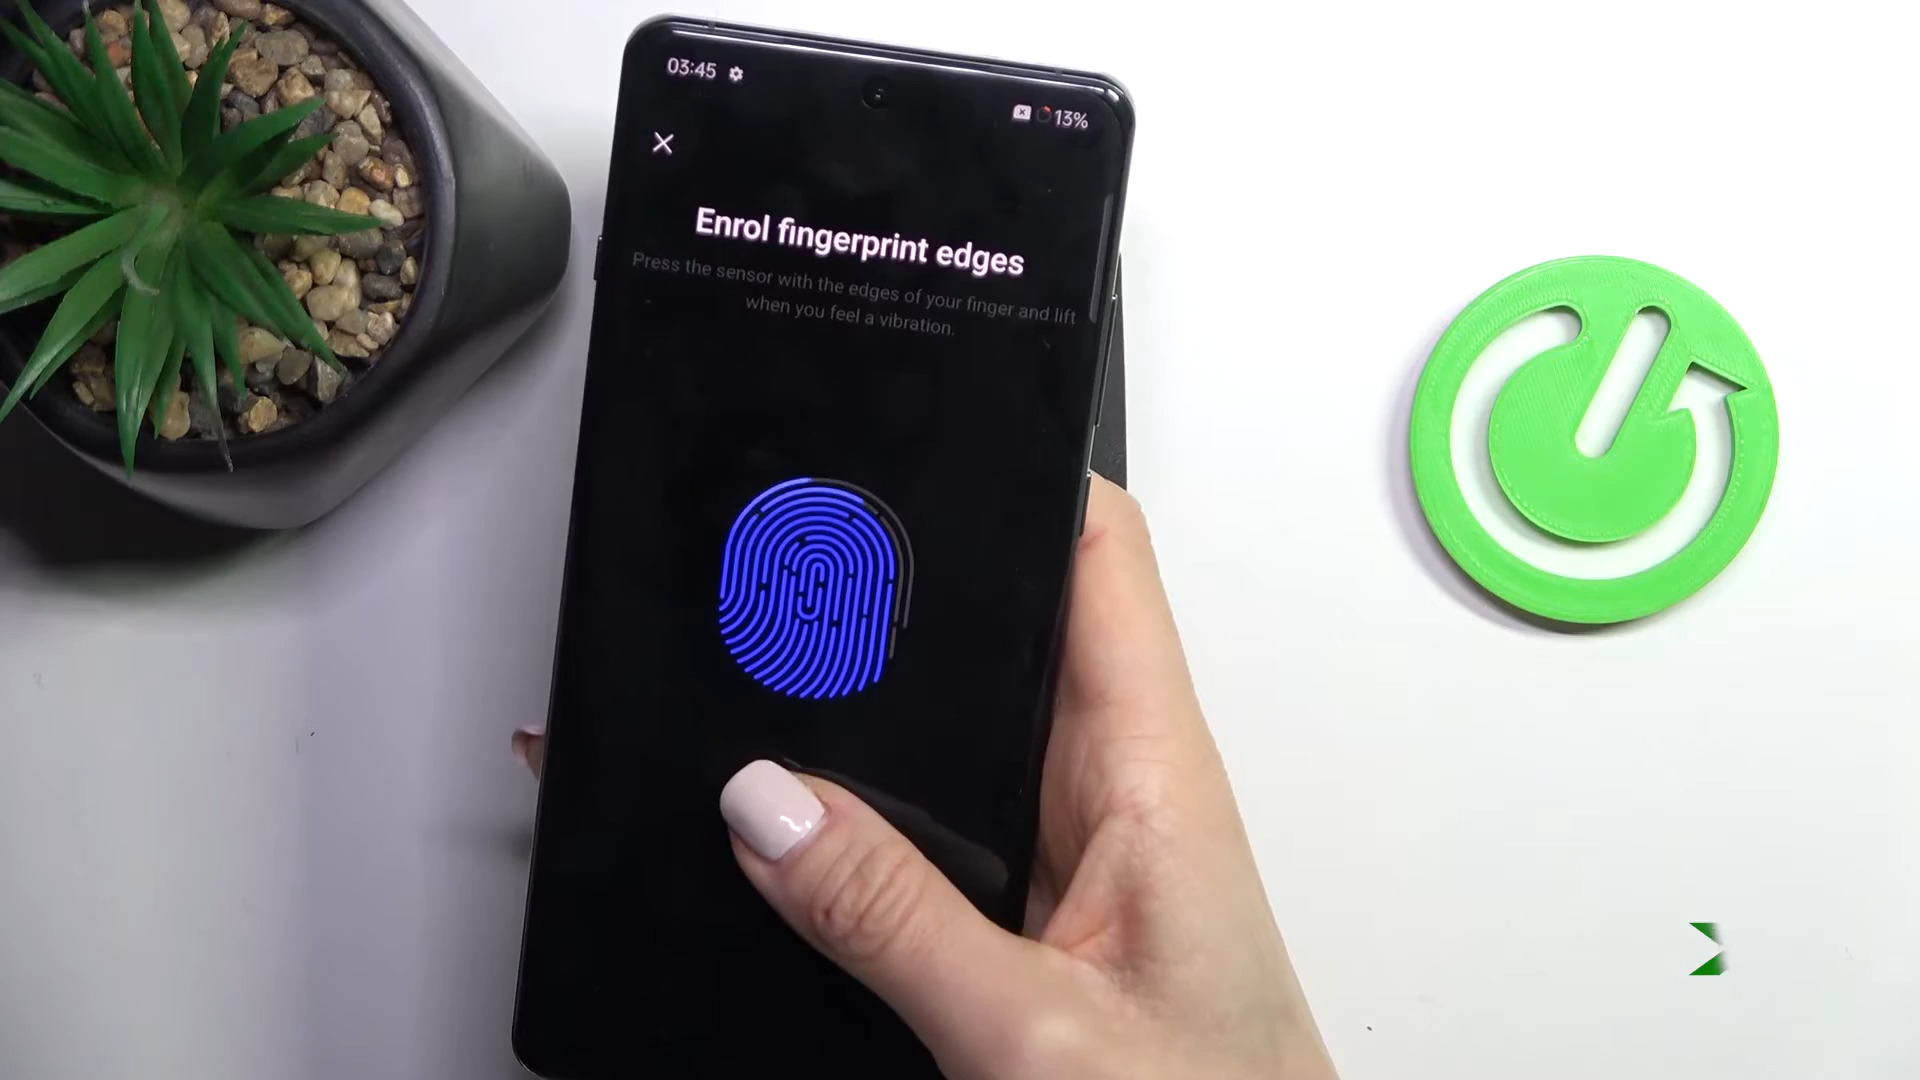 03:45
13%
Enrol fingerprint edges
Press the sensor with the edges of your finger and lift
when you feel a vibration.